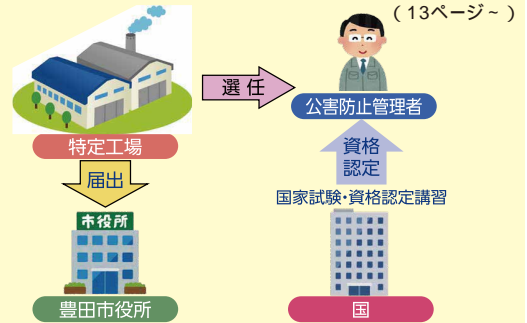 (13ページ~)
選任
公害防止管理者
特定工場
資格
認定
届出
国家試験・資格認定講習
市役所
豊田市役所
国